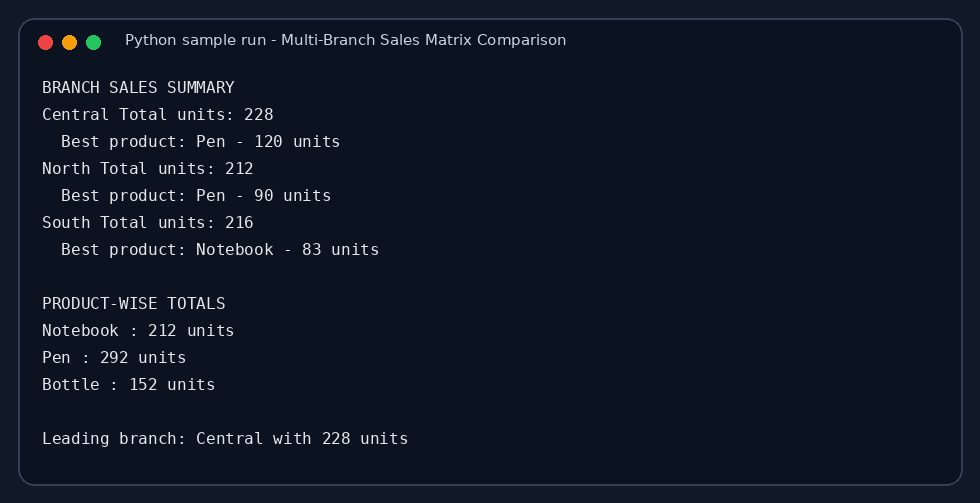 Python sample run - Multi-Branch Sales Matrix Comparison
BRANCH SALES SUMMARY
Central Total units: 228
  Best product: Pen - 120 units
North Total units: 212
  Best product: Pen - 90 units
South Total units: 216
  Best product: Notebook - 83 units

PRODUCT-WISE TOTALS
Notebook : 212 units
Pen : 292 units
Bottle : 152 units

Leading branch: Central with 228 units